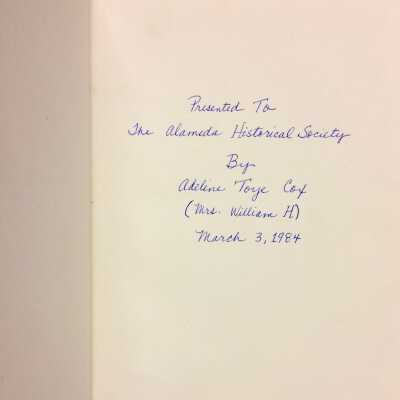 Presented To
The Alameda Historical Society
By
Adeline Toye Cox
(Mrs. William H)
March 3, 1984